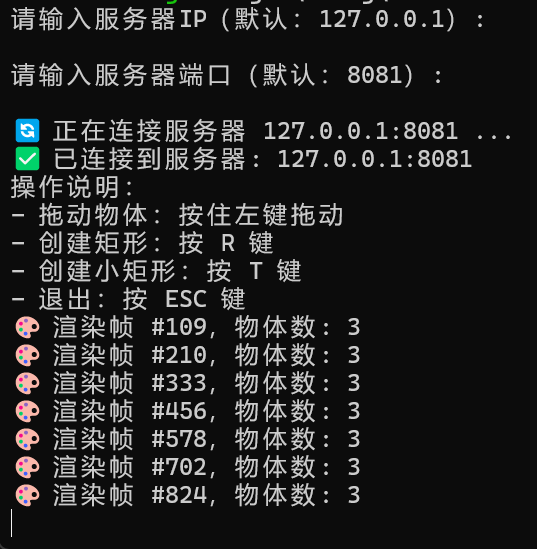 请输入服务器IP (默认: 127.0.0.1) :
请输入服务器端口 (默认: 8081) :
🔄 正在连接服务器 127.0.0.1:8081 ...
✅ 已连接到服务器: 127.0.0.1:8081
操作说明:
- 拖动物体: 按住左键拖动
- 创建矩形: 按 R 键
- 创建小矩形: 按 T 键
- 退出: 按 ESC 键
🎨 渲染帧 #109, 物体数: 3
🎨 渲染帧 #210, 物体数: 3
🎨 渲染帧 #333, 物体数: 3
🎨 渲染帧 #456, 物体数: 3
🎨 渲染帧 #578, 物体数: 3
🎨 渲染帧 #702, 物体数: 3
🎨 渲染帧 #824, 物体数: 3